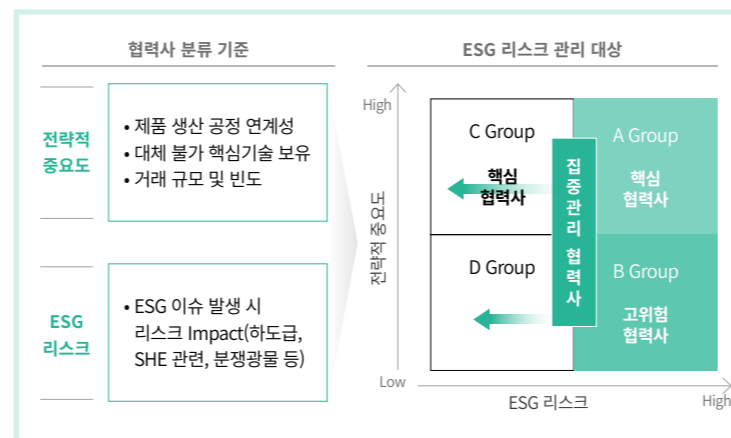 협력사 분류 기준
전략적
중요도
• 제품 생산 공정 연계성
• 대체 불가 핵심기술 보유
• 거래 규모 및 빈도
ESG
리스크
• ESG 이슈 발생 시
리스크 Impact(하도급,
SHE 관련, 분쟁광물 등)
ESG 리스크 관리 대상
High
전략적 중요도
Low
C Group
핵심
협력사
A Group
핵심
협력사
집중관리 협력사
D Group
B Group
고위험
협력사
ESG 리스크
High